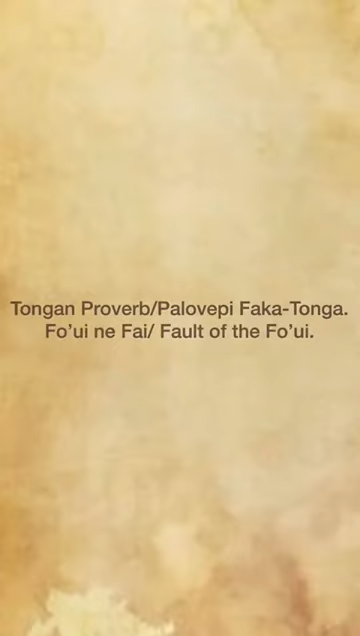 Tongan Proverb/Palovepi Faka-Tonga.
Fo’ui ne Fai/ Fault of the Fo’ui.